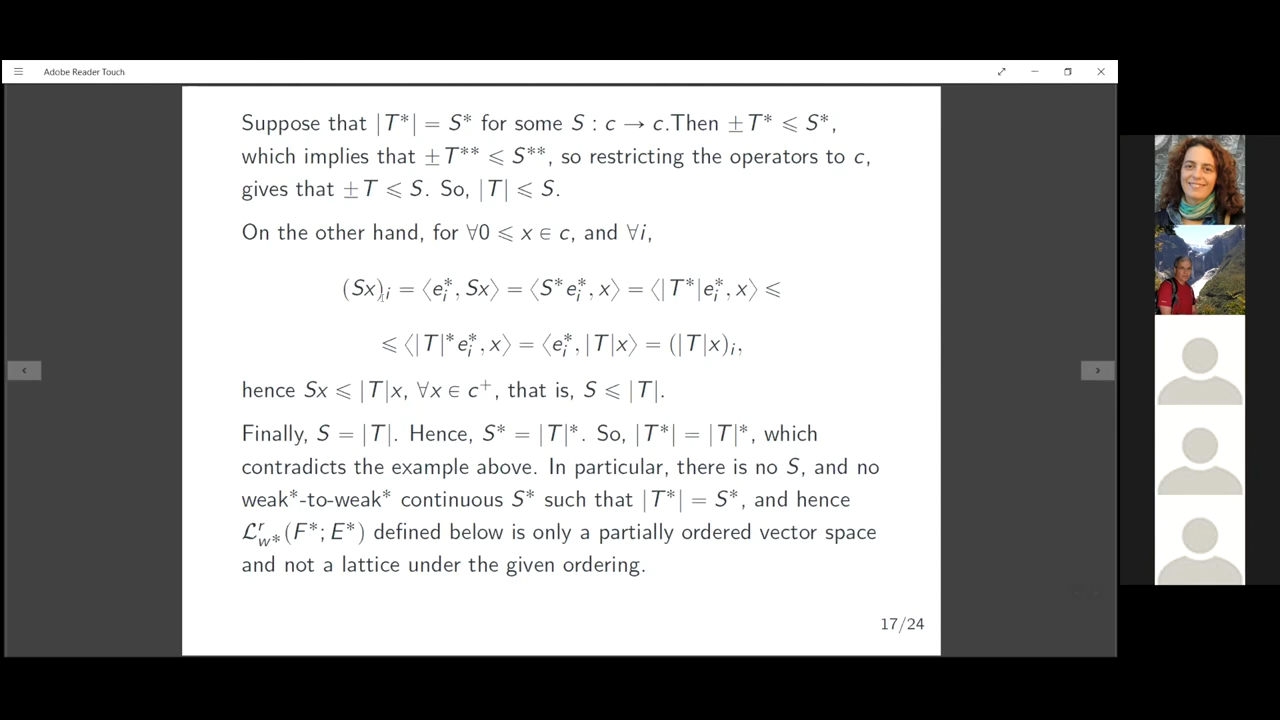 Adobe Reader Touch
Suppose that |T*| = S* for some S : c → c.Then ±T* ⩽ S*,
which implies that ±T** ⩽ S**, so restricting the operators to c,
gives that ±T ⩽ S. So, |T| ⩽ S.
On the other hand, for ∀0 ⩽ x ∈ c, and ∀i,
(Sx)ᵢ = ⟨eᵢ*, Sx⟩ = ⟨S*eᵢ*, x⟩ = ⟨|T*|eᵢ*, x⟩ ⩽
⩽ ⟨|T|*eᵢ*, x⟩ = ⟨eᵢ*, |T|x⟩ = (|T|x)ᵢ,
hence Sx ⩽ |T|x, ∀x ∈ c⁺, that is, S ⩽ |T|.
Finally, S = |T|. Hence, S* = |T|*. So, |T*| = |T|*, which
contradicts the example above. In particular, there is no S, and no
weak*-to-weak* continuous S* such that |T*| = S*, and hence
𝓛ʳ_w*(F*; E*) defined below is only a partially ordered vector space
and not a lattice under the given ordering.
17/24